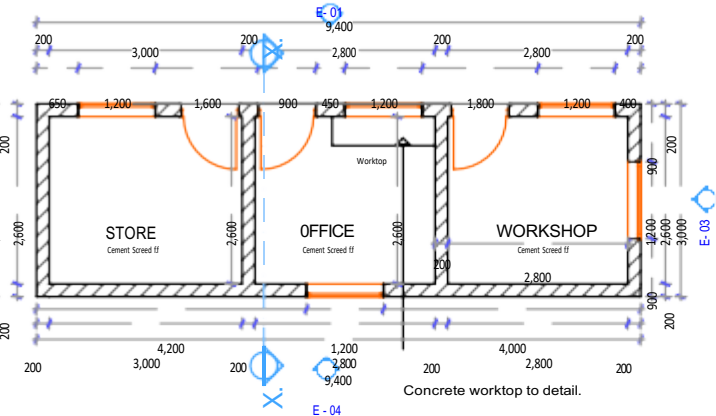 E- 01
9,400
200 3,000 200 2,800 200 2,800 200
X.
650 1,200 1,600 900 450 1,200 1,800 1,200 400
200 200
Worktop
900
STORE 0FFICE WORKSHOP
Cement Screed ff Cement Screed ff Cement Screed ff
2,600 2,600 2,600 1,200 2,600 3,000 E- 03
200
2,800
900
200 200
4,200 1,200 4,000
200 3,000 200 2,800 200 2,800 200
9,400
X.
Concrete worktop to detail.
E - 04